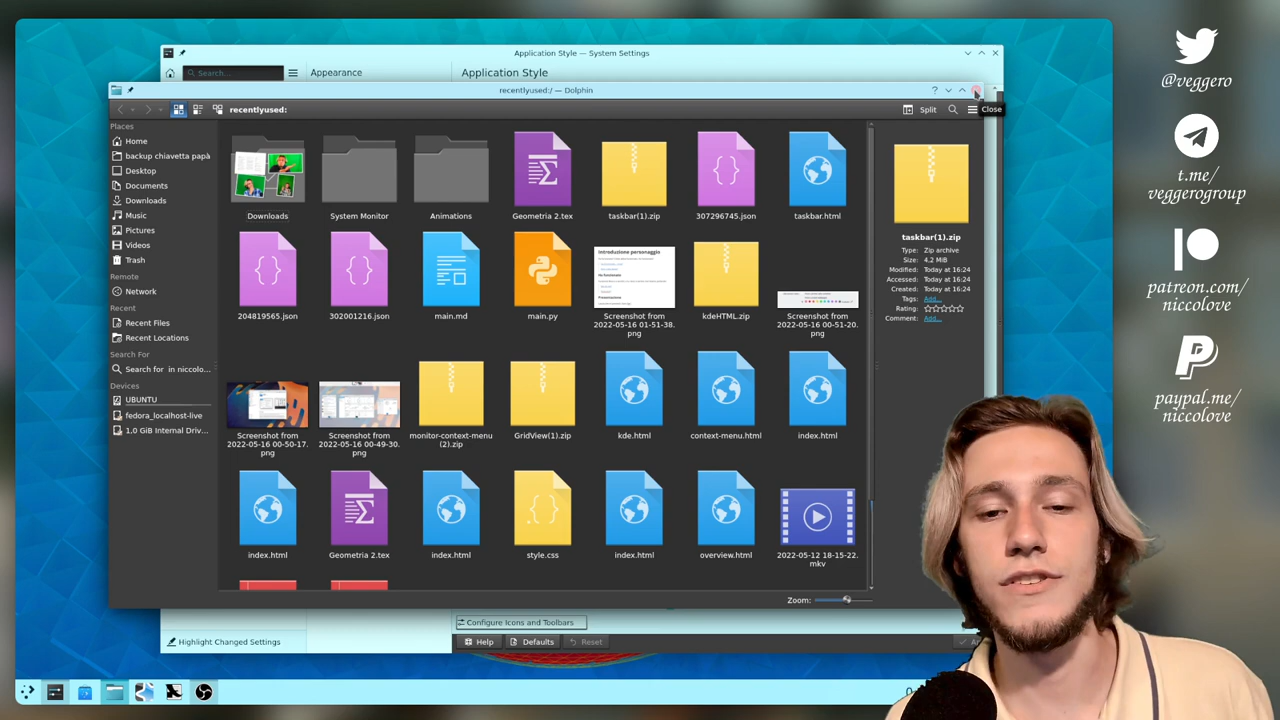 Application Style — System Settings
Search...
Appearance
Application Style
recentlyused:/ — Dolphin
recentlyused:
Split
Close
Places
Home
backup chiavetta papà
Desktop
Documents
Downloads
Music
Pictures
Videos
Trash
Remote
Network
Recent
Recent Files
Recent Locations
Search For
Search for in niccolo...
Devices
UBUNTU
fedora_localhost-live
1,0 GiB Internal Driv...
Downloads
System Monitor
Animations
Geometria 2.tex
taskbar(1).zip
307296745.json
taskbar.html
204819565.json
302001216.json
main.md
main.py
Screenshot from
2022-05-16 01-51-38.
png
kdeHTML.zip
Screenshot from
2022-05-16 00-51-20.
png
Screenshot from
2022-05-16 00-50-17.
png
Screenshot from
2022-05-16 00-49-30.
png
monitor-context-menu
(2).zip
GridView(1).zip
kde.html
context-menu.html
index.html
index.html
Geometria 2.tex
index.html
style.css
index.html
overview.html
2022-05-12 18-15-22.
mkv
taskbar(1).zip
Type: Zip archive
Size: 4,2 MiB
Modified: Today at 16:24
Accessed: Today at 16:24
Created: Today at 16:24
Tags: Add...
Rating:
Comment: Add...
Zoom:
Configure Icons and Toolbars
Highlight Changed Settings
Help
Defaults
Reset
@veggero
t.me/
veggerogroup
patreon.com/
niccolove
paypal.me/
niccolove